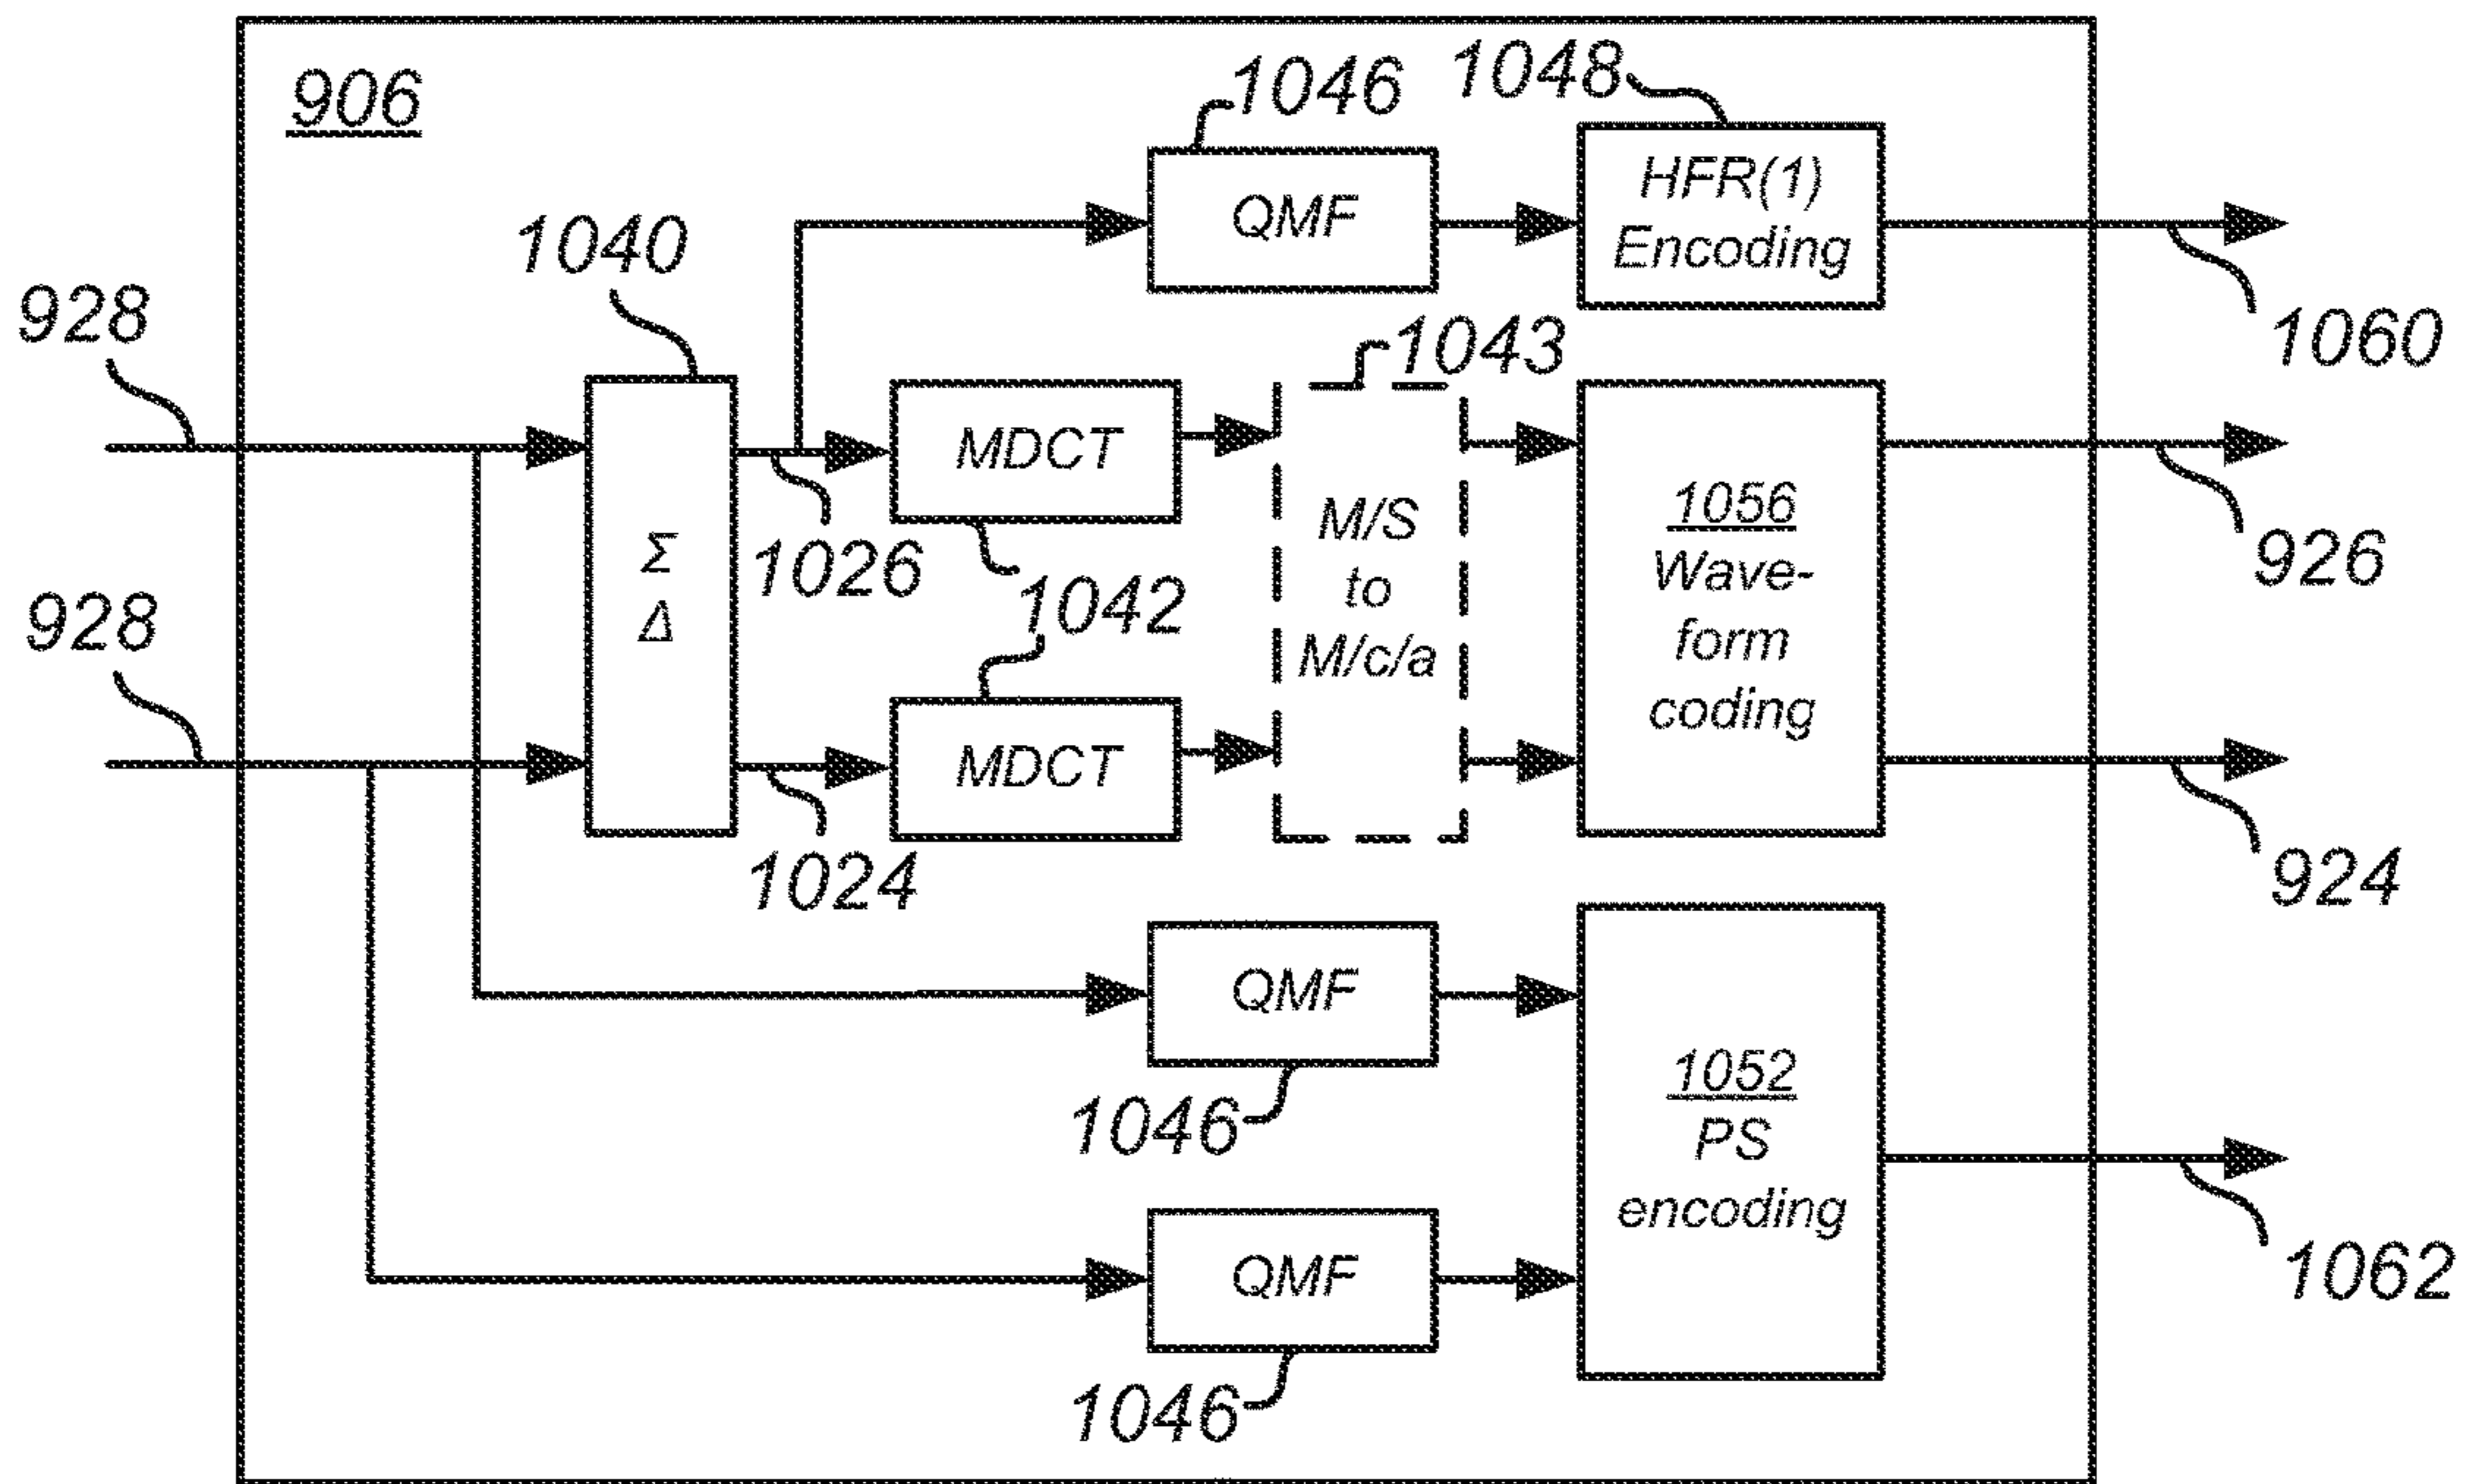 906
1046
1048
QMF
HFR(1)
Encoding
1040
928
1060
1043
MDCT
Σ
Δ
1026
1042
M/S
to
M/c/a
1056
Wave-
form
coding
926
928
MDCT
1024
924
QMF
1046
1052
PS
encoding
QMF
1062
1046